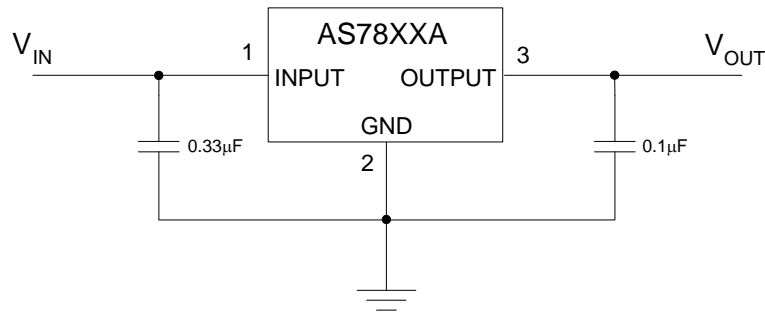 AS78XXA
V_IN
1
3
V_OUT
INPUT
OUTPUT
GND
0.33µF
2
0.1µF